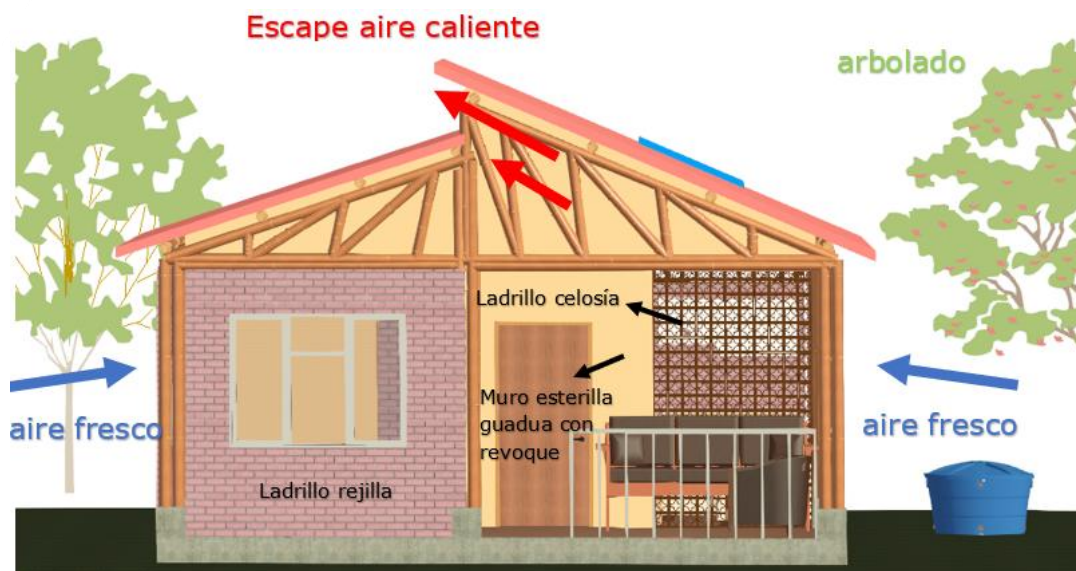 Escape aire caliente
arbolado
Ladrillo celosía
Muro esterilla
guadua con
revoque
aire fresco
aire fresco
Ladrillo rejilla